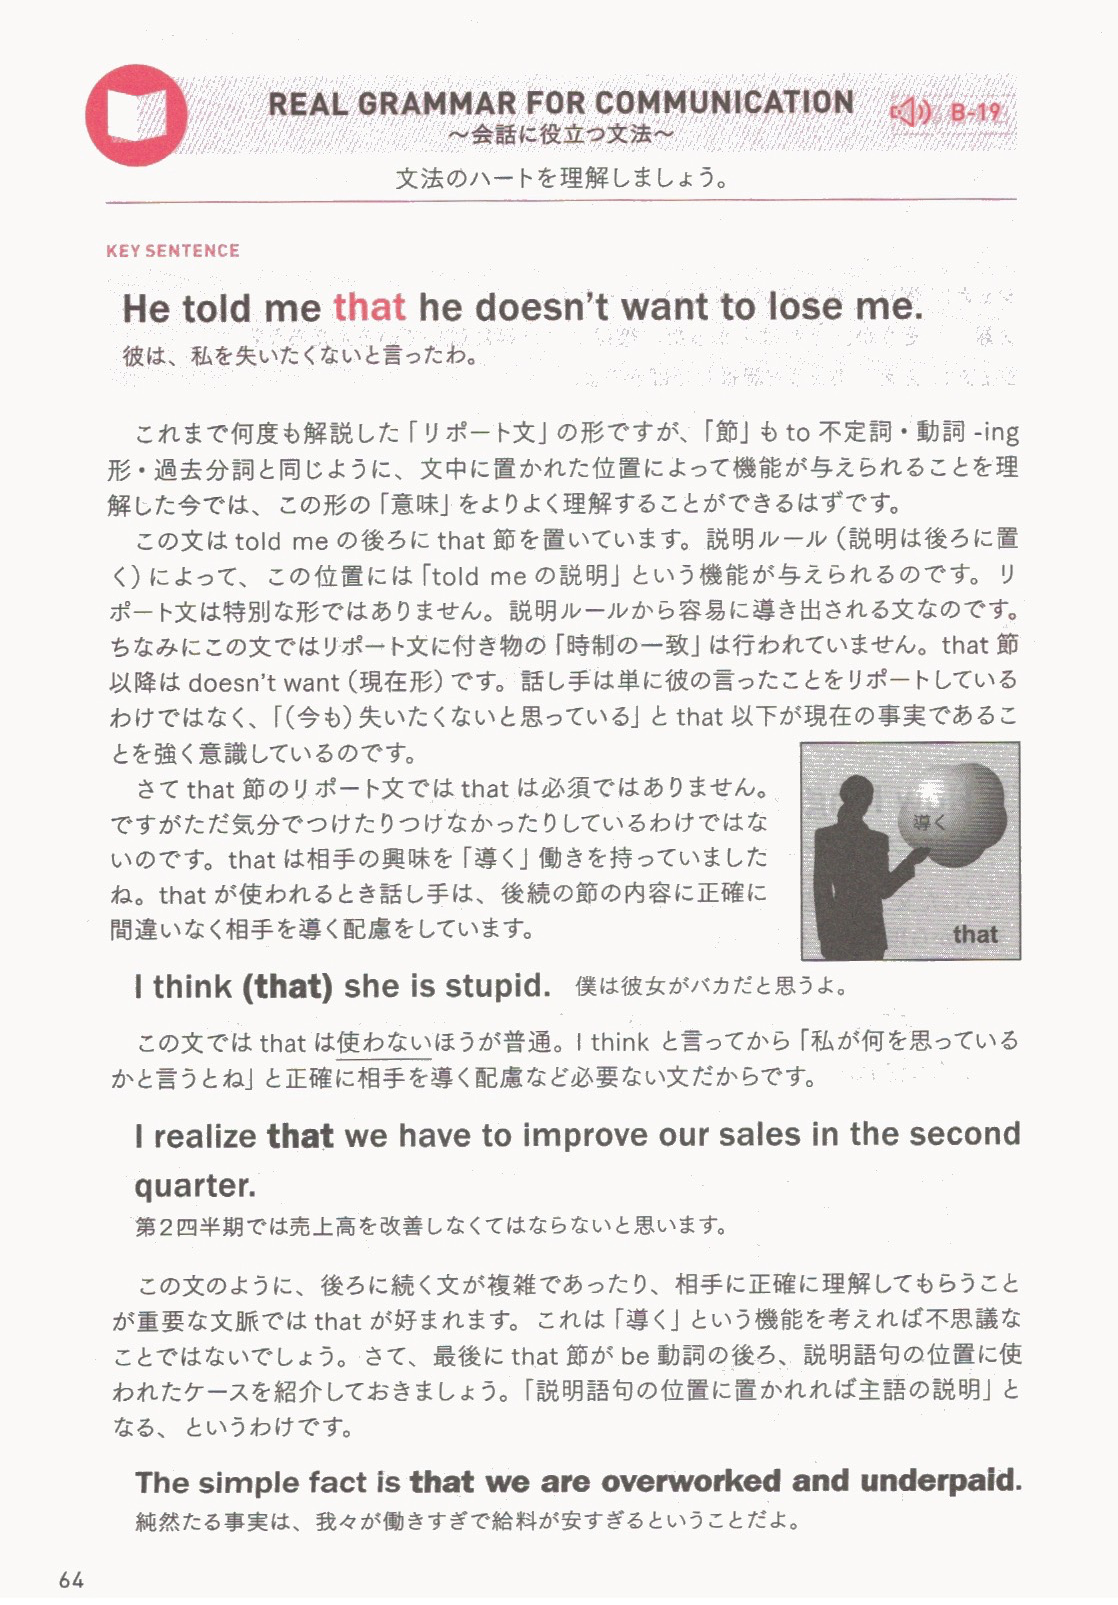 REAL GRAMMAR FOR COMMUNICATION
B-19
～会話に役立つ文法～
文法のハートを理解しましょう。
KEY SENTENCE
He told me that he doesn't want to lose me.
彼は、私を失いたくないと言ったわ。
これまで何度も解説した「リポート文」の形ですが、「節」も to 不定詞・動詞 -ing
形・過去分詞と同じように、文中に置かれた位置によって機能が与えられることを理
解した今では、この形の「意味」をよりよく理解することができるはずです。
この文は told me の後ろに that 節を置いています。説明ルール（説明は後ろに置
く）によって、この位置には「told me の説明」という機能が与えられるのです。リ
ポート文は特別な形ではありません。説明ルールから容易に導き出される文なのです。
ちなみにこの文ではリポート文に付き物の「時制の一致」は行われていません。that 節
以降は doesn't want（現在形）です。話し手は単に彼の言ったことをリポートしている
わけではなく、「（今も）失いたくないと思っている」と that 以下が現在の事実であるこ
とを強く意識しているのです。
さて that 節のリポート文では that は必須ではありません。
ですがただ気分でつけたりつけなかったりしているわけではな
いのです。that は相手の興味を「導く」働きを持っていました
ね。that が使われるとき話し手は、後続の節の内容に正確に
間違いなく相手を導く配慮をしています。
導く
that
I think (that) she is stupid. 僕は彼女がバカだと思うよ。
この文では that は使わないほうが普通。I think と言ってから「私が何を思っている
かと言うとね」と正確に相手を導く配慮など必要ない文だからです。
I realize that we have to improve our sales in the second
quarter.
第2四半期では売上高を改善しなくてはならないと思います。
この文のように、後ろに続く文が複雑であったり、相手に正確に理解してもらうこと
が重要な文脈では that が好まれます。これは「導く」という機能を考えれば不思議な
ことではないでしょう。さて、最後に that 節が be 動詞の後ろ、説明語句の位置に使
われたケースを紹介しておきましょう。「説明語句の位置に置かれれば主語の説明」と
なる、というわけです。
The simple fact is that we are overworked and underpaid.
純然たる事実は、我々が働きすぎで給料が安すぎるということだよ。
64